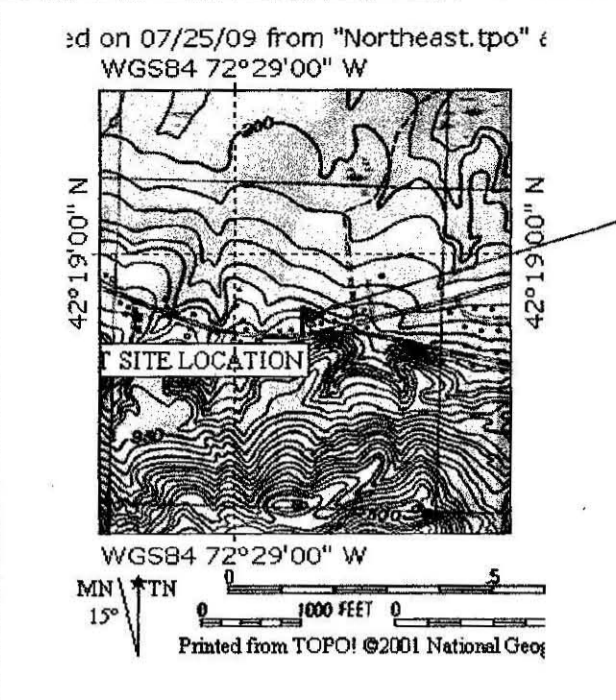 ed on 07/25/09 from "Northeast.tpo" a
WGS84 72°29'00" W
200
42°19'00" N
42°19'00" N
T SITE LOCATION
WGS84 72°29'00" W
MN TN
15°
0 5
0 1000 FEET 0
Printed from TOPO! ©2001 National Geog